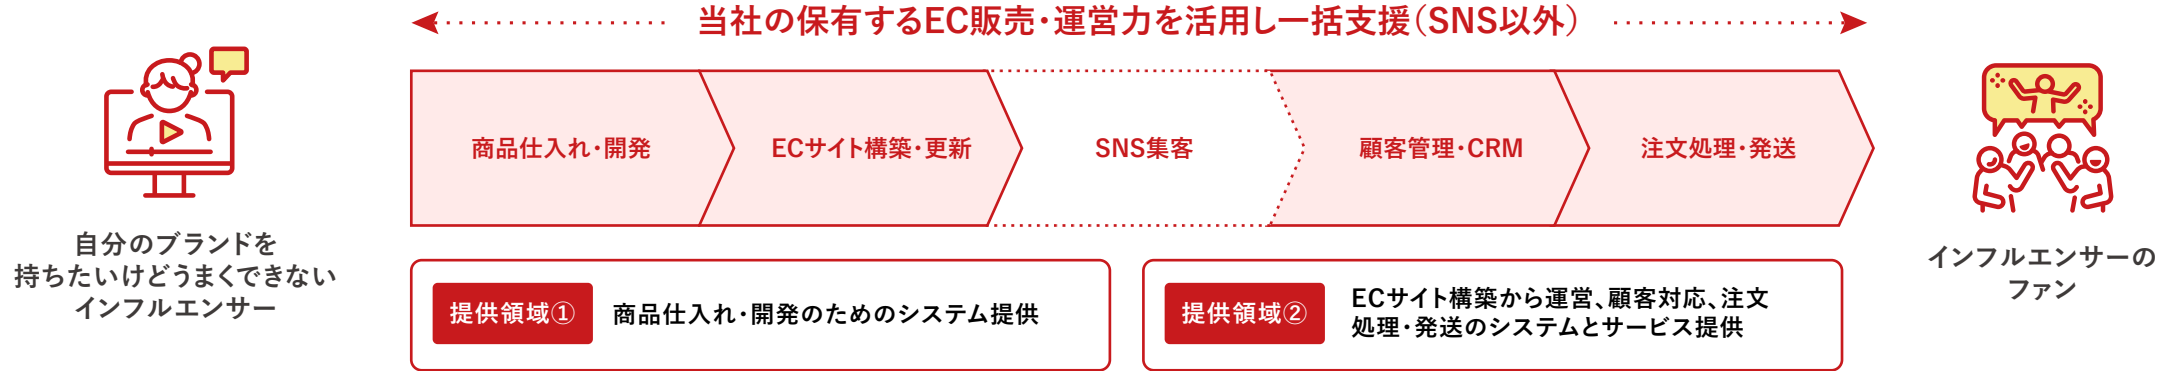 当社の保有するEC販売・運営力を活用し一括支援（SNS以外）
自分のブランドを
持ちたいけどうまくできない
インフルエンサー
商品仕入れ・開発
ECサイト構築・更新
SNS集客
顧客管理・CRM
注文処理・発送
インフルエンサーの
ファン
提供領域①
商品仕入れ・開発のためのシステム提供
提供領域②
ECサイト構築から運営、顧客対応、注文
処理・発送のシステムとサービス提供